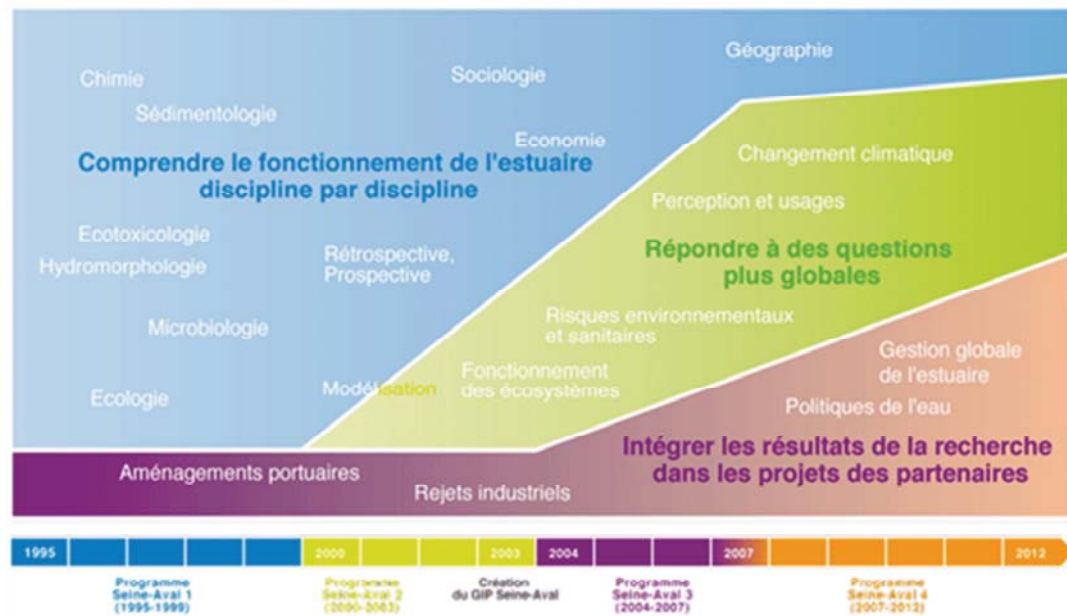 Géographie
Chimie
Sociologie
Sédimentologie
Economie
Changement climatique
Comprendre le fonctionnement de l'estuaire
discipline par discipline
Perception et usages
Ecotoxicologie
Hydromorphologie
Rétrospective,
Prospective
Répondre à des questions
plus globales
Microbiologie
Risques environnementaux
et sanitaires
Gestion globale
de l'estuaire
Ecologie
Modélisation
Fonctionnement
des écosystèmes
Politiques de l'eau
Intégrer les résultats de la recherche
dans les projets des partenaires
Aménagements portuaires
Rejets industriels
1995
2000
2003
2004
2007
2012
Programme
Seine-Aval 1
(1995-1999)
Programme
Seine-Aval 2
(2000-2003)
Création
du GIP Seine-Aval
Programme
Seine-Aval 3
(2004-2007)
Programme
Seine-Aval 4
(2007-2012)